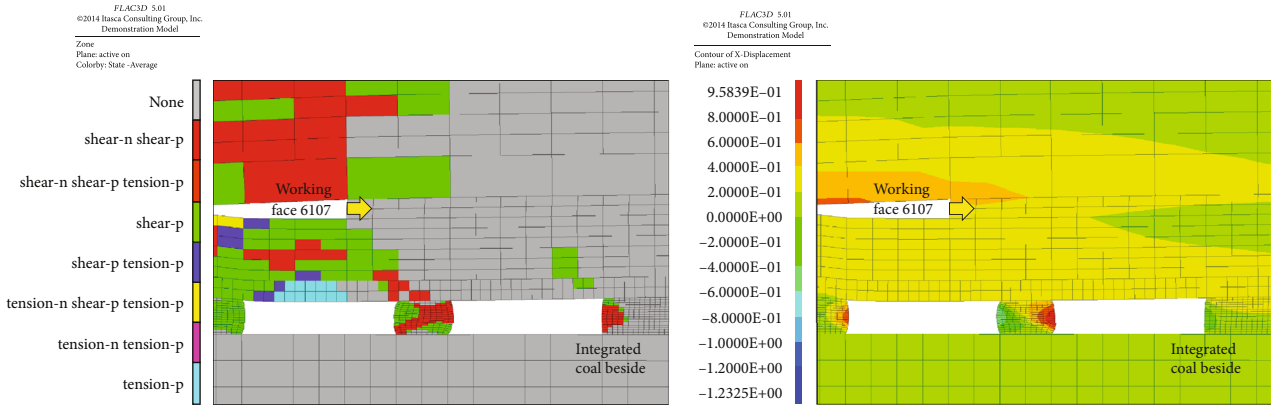 FLAC3D 5.01
©2014 Itasca Consulting Group, Inc.
Demonstration Model
Zone
Plane: active on
Colorby: State -Average
None
shear-n shear-p
shear-n shear-p tension-p
shear-p
shear-p tension-p
tension-n shear-p tension-p
tension-n tension-p
tension-p
Working
face 6107
Integrated
coal beside
FLAC3D 5.01
©2014 Itasca Consulting Group, Inc.
Demonstration Model
Contour of X-Displacement
Plane: active on
9.5839E–01
8.0000E–01
6.0000E–01
4.0000E–01
2.0000E–01
0.0000E+00
−2.0000E–01
−4.0000E–01
−6.0000E–01
−8.0000E–01
−1.0000E+00
−1.2000E+00
−1.2325E+00
Working
face 6107
Integrated
coal beside